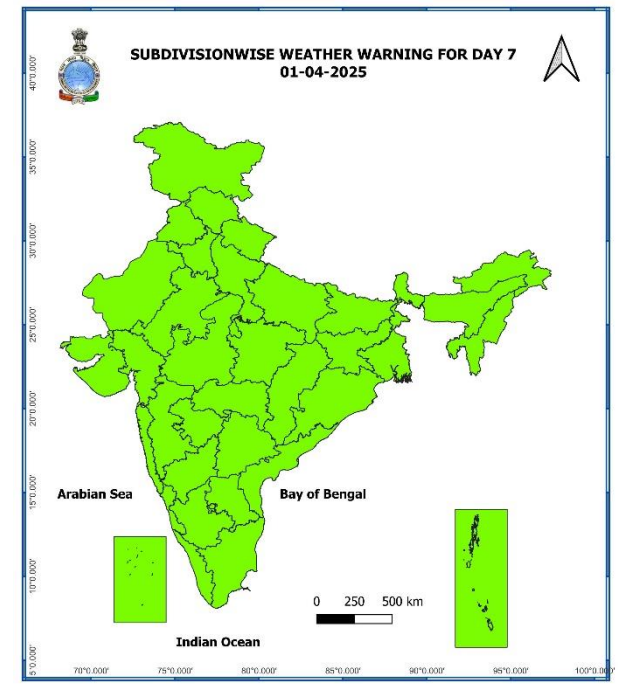 SUBDIVISIONWISE WEATHER WARNING FOR DAY 7
01-04-2025
40°0.000'
35°0.000'
30°0.000'
25°0.000'
20°0.000'
15°0.000'
10°0.000'
5°0.000'
Arabian Sea
Bay of Bengal
0 250 500 km
Indian Ocean
70°0.000' 75°0.000' 80°0.000' 85°0.000' 90°0.000' 95°0.000' 100°0.000'